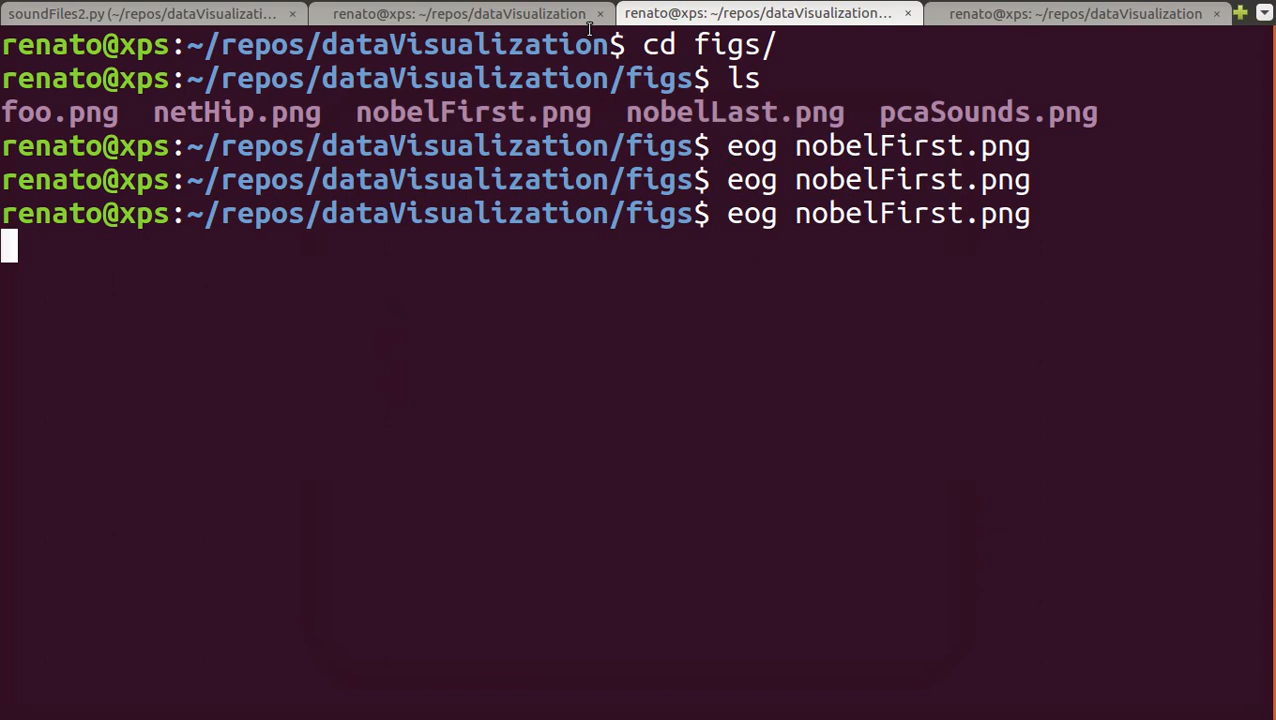 soundFiles2.py (~/repos/dataVisualizati... × renato@xps: ~/repos/dataVisualization × renato@xps: ~/repos/dataVisualization... × renato@xps: ~/repos/dataVisualization ×
renato@xps:~/repos/dataVisualization$ cd figs/
renato@xps:~/repos/dataVisualization/figs$ ls
foo.png netHip.png nobelFirst.png nobelLast.png pcaSounds.png
renato@xps:~/repos/dataVisualization/figs$ eog nobelFirst.png
renato@xps:~/repos/dataVisualization/figs$ eog nobelFirst.png
renato@xps:~/repos/dataVisualization/figs$ eog nobelFirst.png